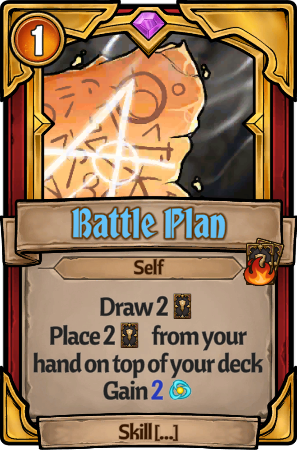 1
Battle Plan
Self
Draw 2
Place 2 from your
hand on top of your deck
Gain 2
Skill[...]